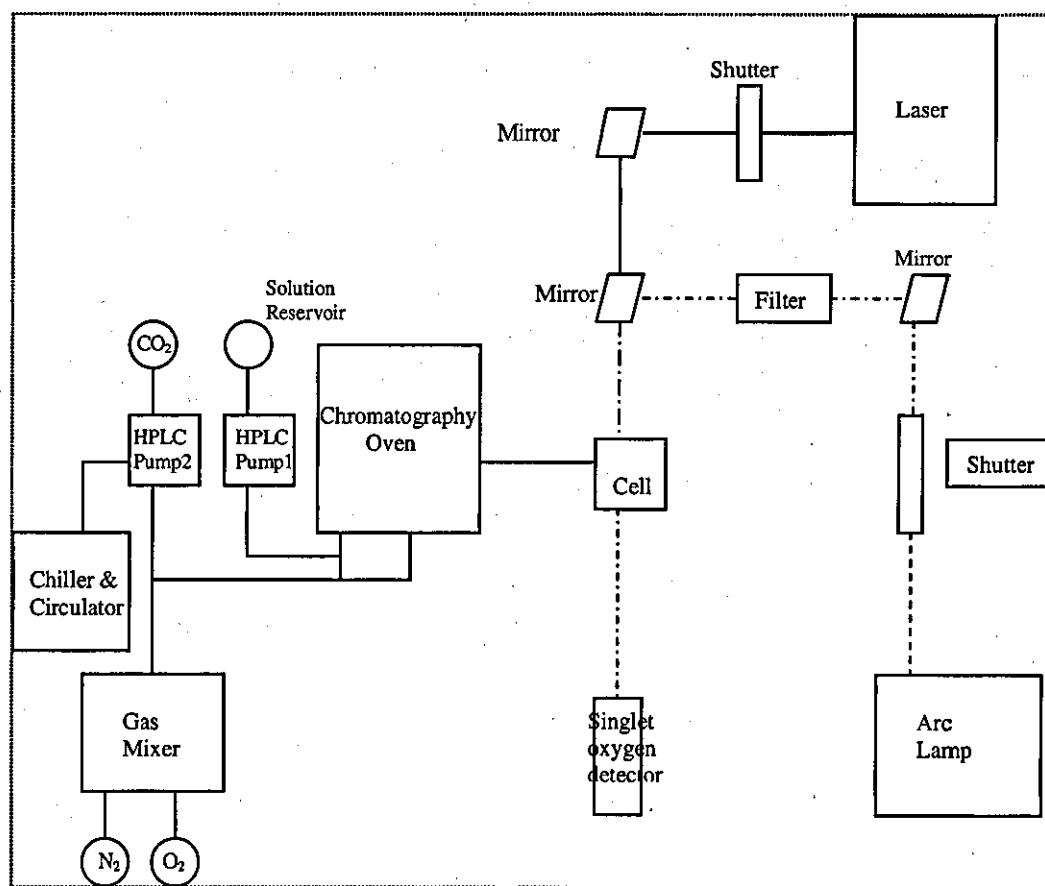 Shutter
Laser
Mirror
Mirror
Mirror
Filter
Solution
Reservoir
CO₂
Chromatography
Oven
HPLC
Pump2
HPLC
Pump1
Cell
Shutter
Chiller &
Circulator
Gas
Mixer
Singlet
oxygen
detector
Arc
Lamp
N₂
O₂